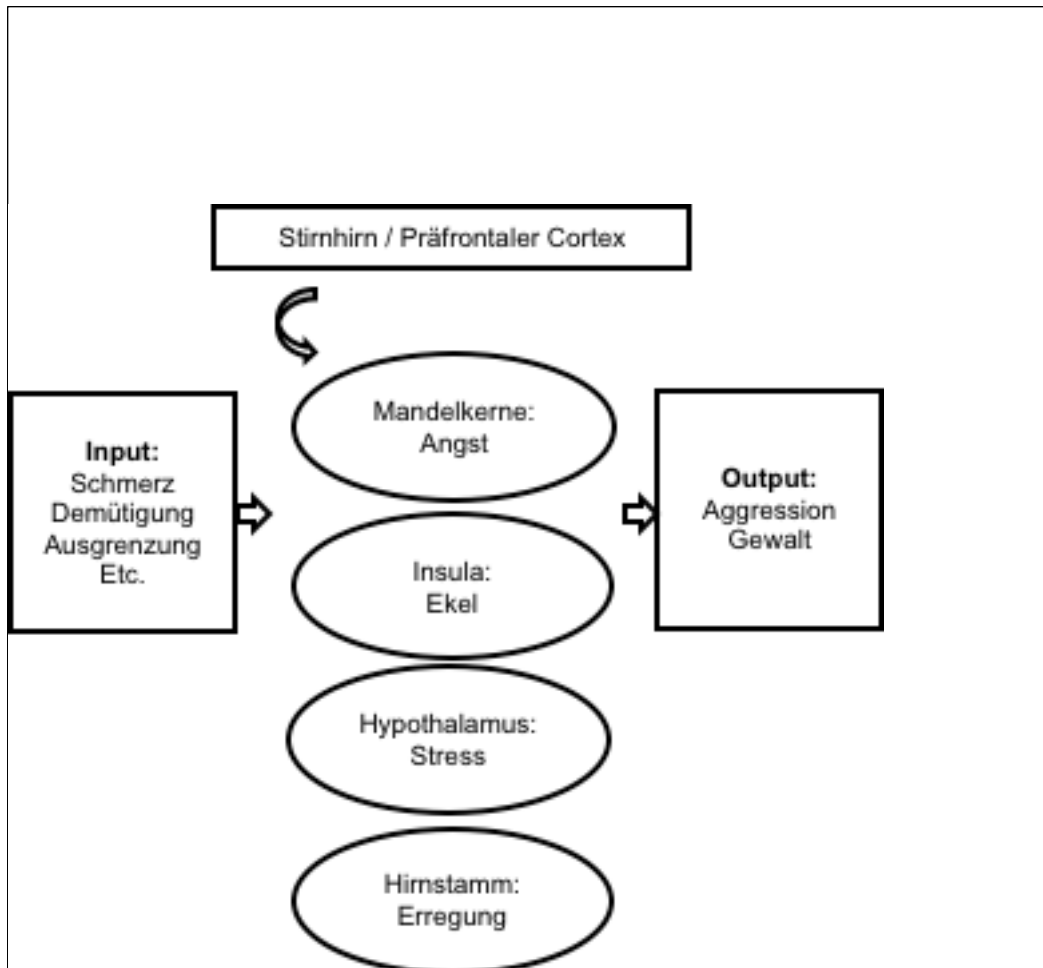 Stirnhirn / Präfrontaler Cortex
Input:
Schmerz
Demütigung
Ausgrenzung
Etc.
Mandelkerne:
Angst
Insula:
Ekel
Hypothalamus:
Stress
Hirnstamm:
Erregung
Output:
Aggression
Gewalt